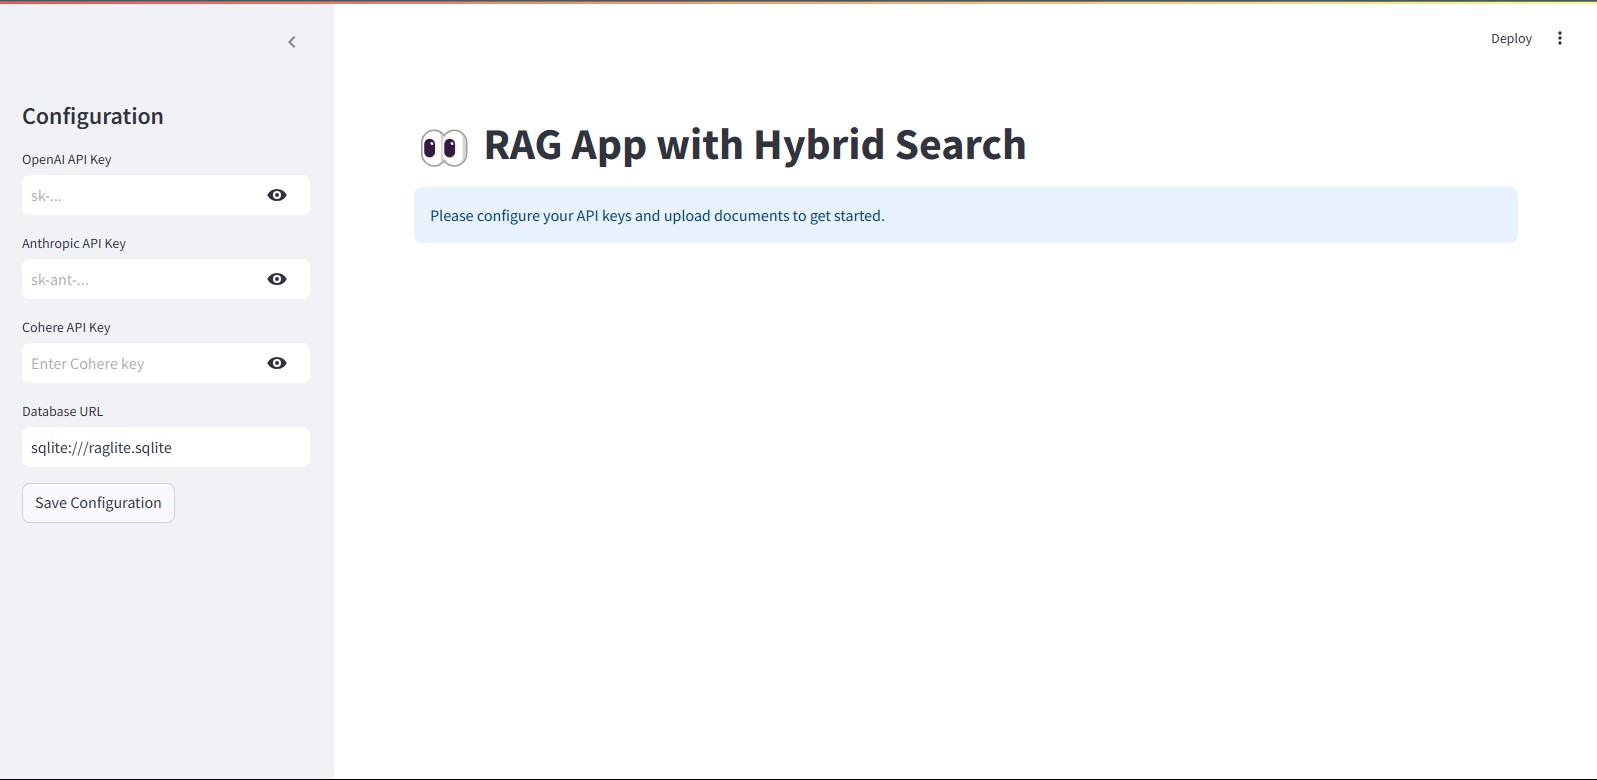 Deploy
Configuration
OpenAI API Key
sk-...
Anthropic API Key
sk-ant-...
Cohere API Key
Enter Cohere key
Database URL
sqlite:///raglite.sqlite
Save Configuration
👀 RAG App with Hybrid Search
Please configure your API keys and upload documents to get started.